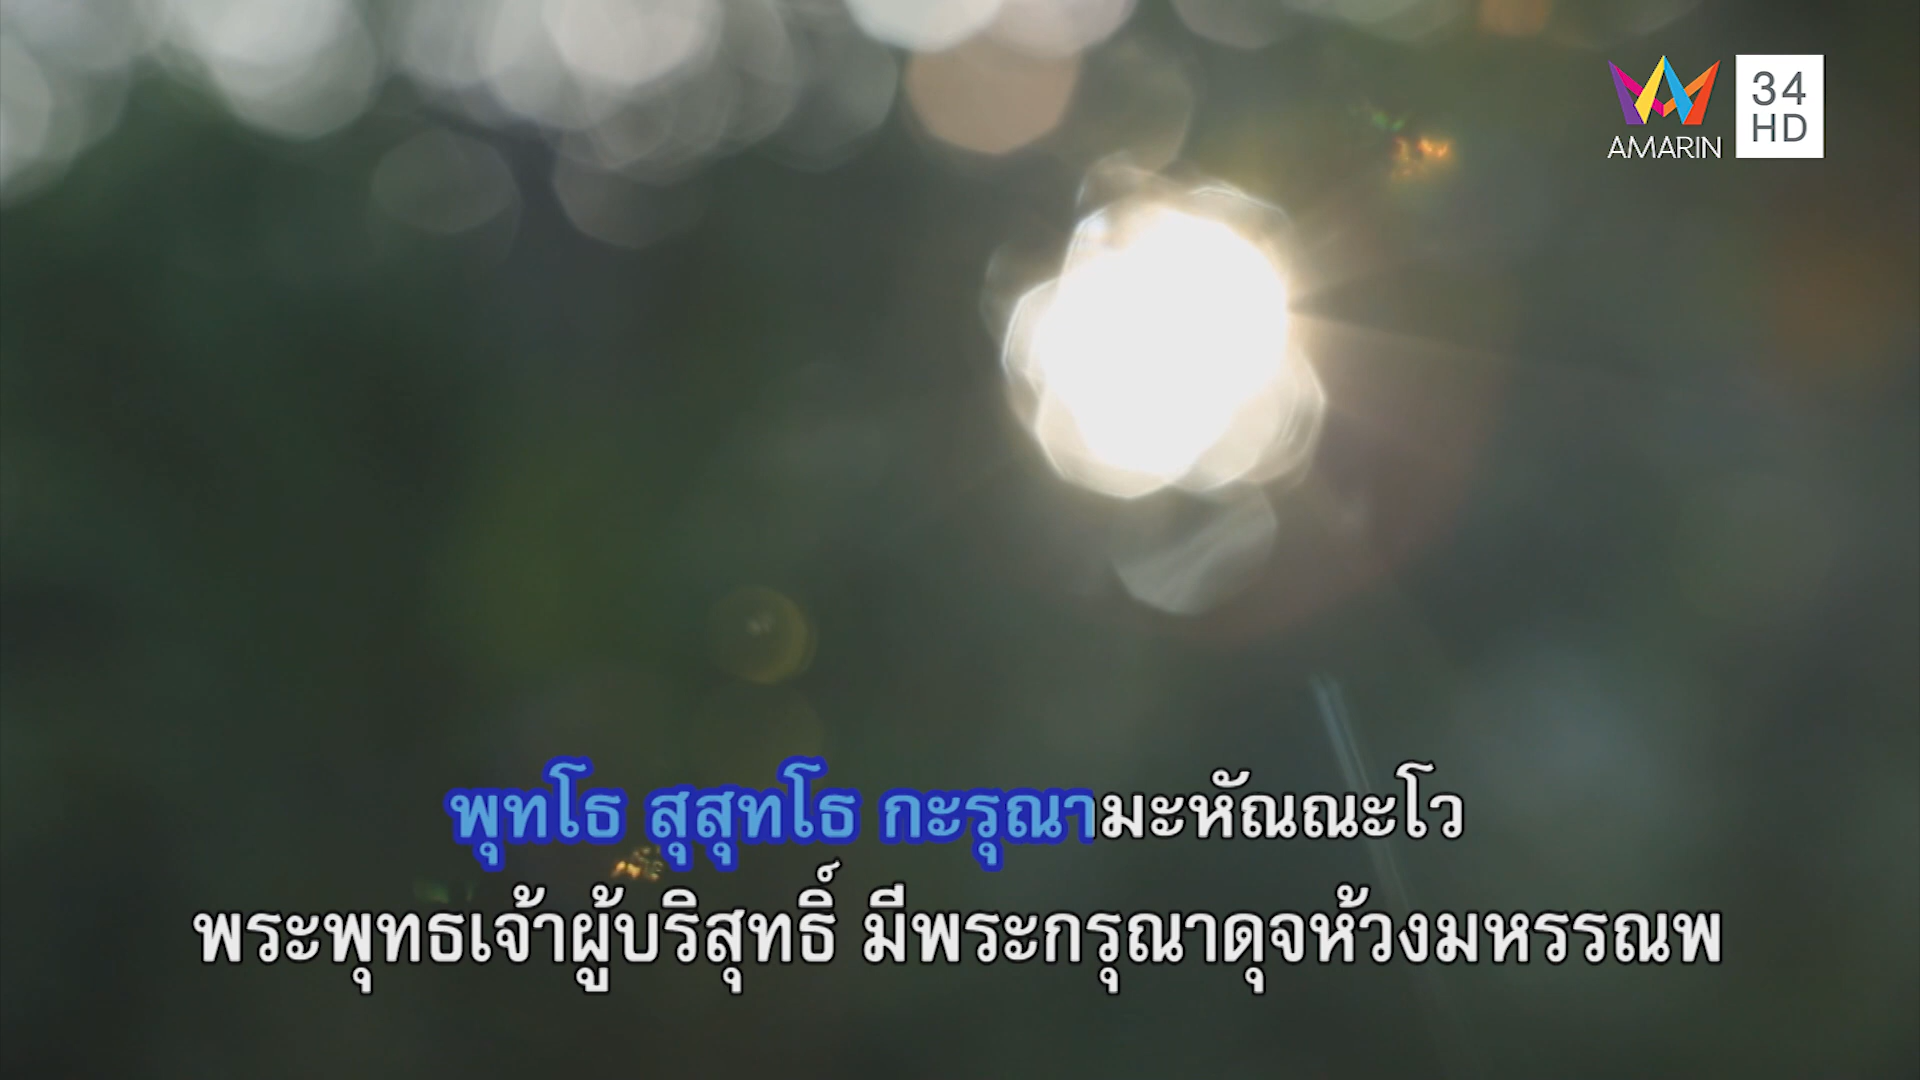 AMARIN
34
HD
พุทโธ สุสุทโธ กะรุณามะหัณณะโว
พระพุทธเจ้าผู้บริสุทธิ์ มีพระกรุณาดุจห้วงมหรรณพ